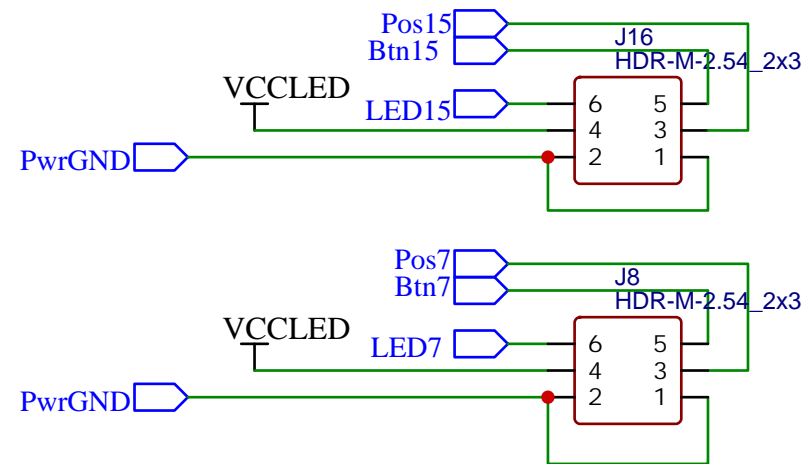 Pos15
Btn15
J16
HDR-M-2.54_2x3
VCCLED
LED15
6 5
4 3
2 1
PwrGND
Pos7
Btn7
J8
HDR-M-2.54_2x3
VCCLED
LED7
6 5
4 3
2 1
PwrGND